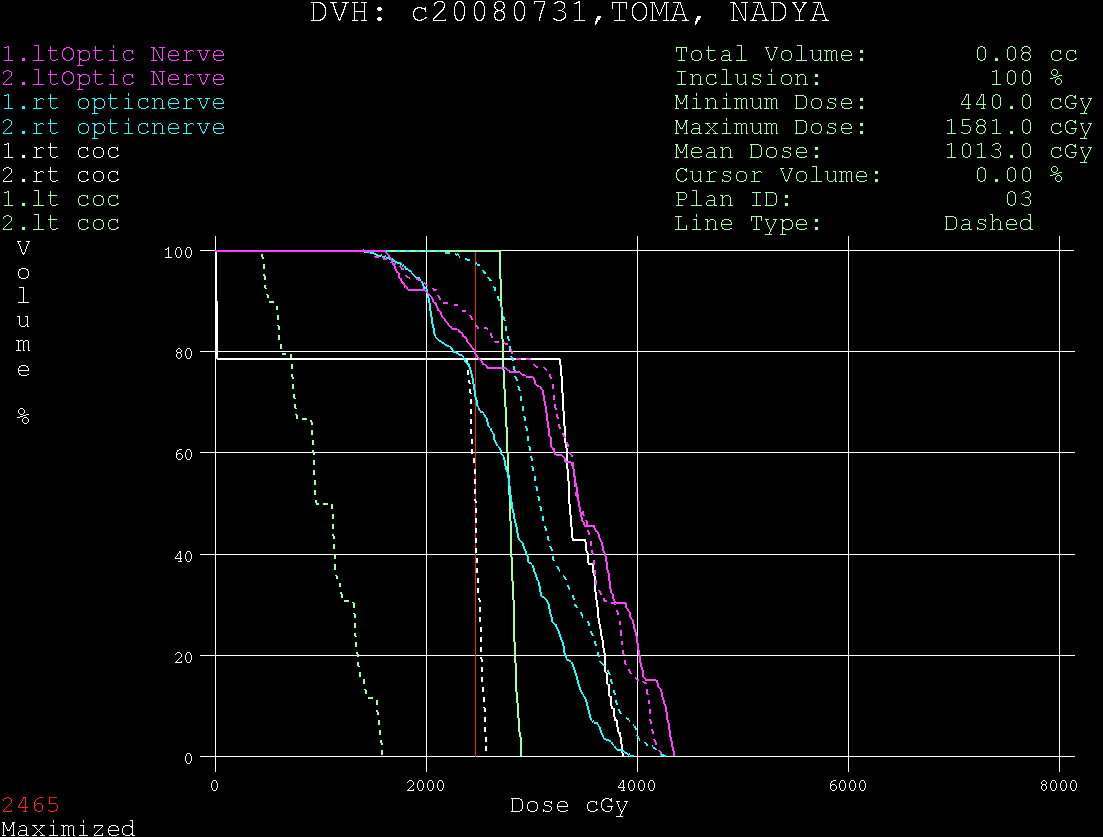 DVH: c20080731,TOMA, NADYA
1.ltOptic Nerve
2.ltOptic Nerve
1.rt opticnerve
2.rt opticnerve
1.rt coc
2.rt coc
1.lt coc
2.lt coc
Total Volume: 0.08 cc
Inclusion: 100 %
Minimum Dose: 440.0 cGy
Maximum Dose: 1581.0 cGy
Mean Dose: 1013.0 cGy
Cursor Volume: 0.00 %
Plan ID: 03
Line Type: Dashed
Volume %
100
80
60
40
20
0
0 2000 4000 6000 8000
Dose cGy
2465
Maximized